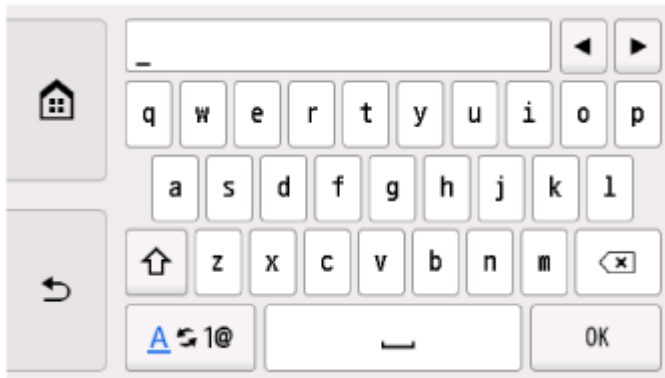 _
q w e r t y u i o p
a s d f g h j k l
z x c v b n m
A 1@ OK